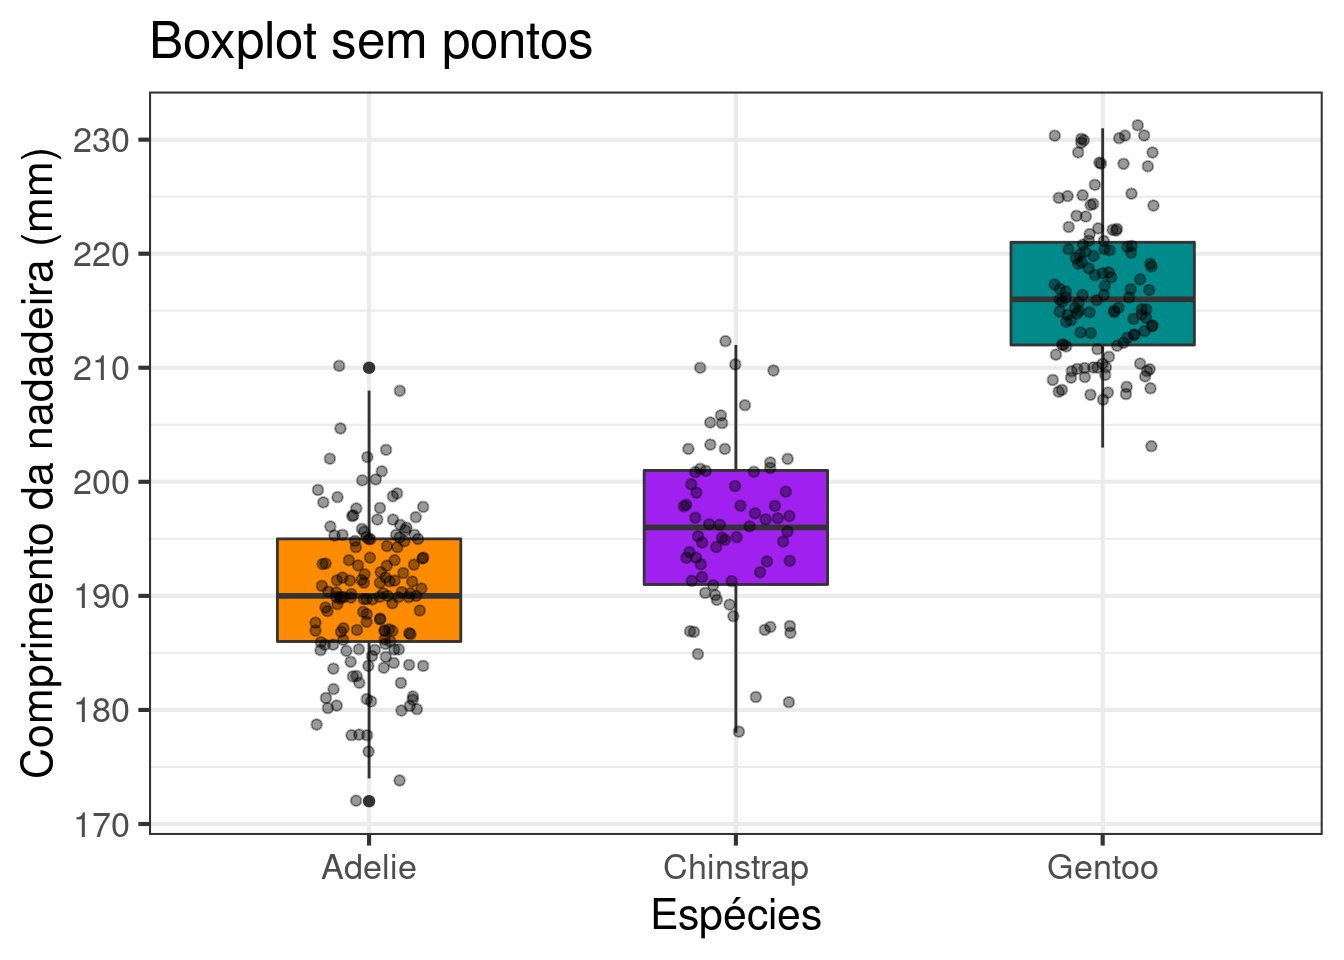 Boxplot sem pontos
Comprimento da nadadeira (mm)
230
220
210
200
190
180
170
Adelie
Chinstrap
Gentoo
Espécies